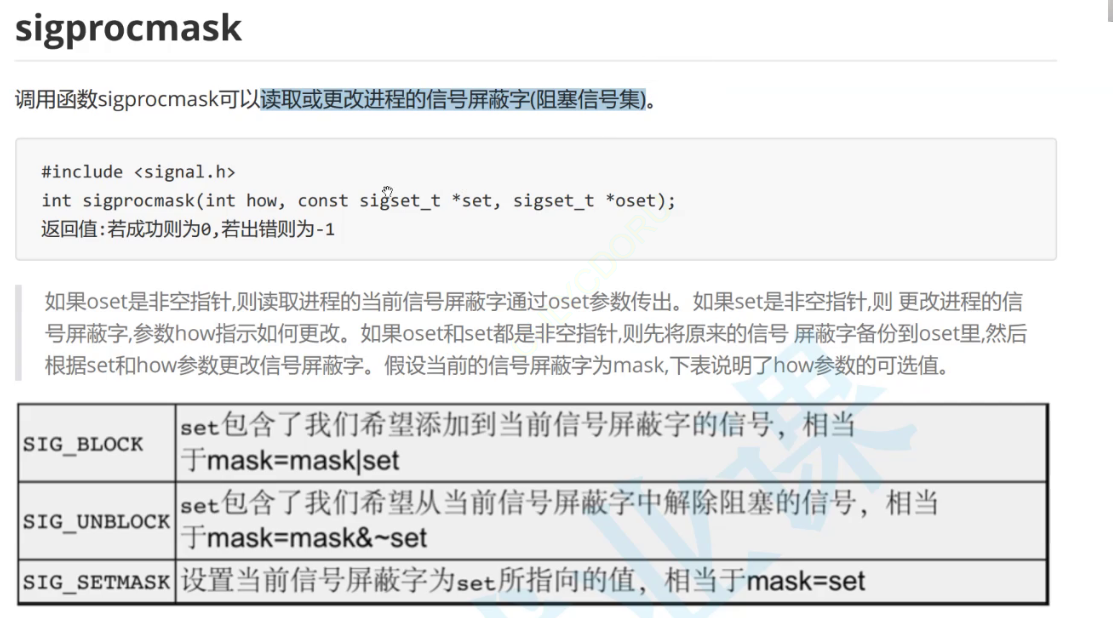 sigprocmask
调用函数sigprocmask可以读取或更改进程的信号屏蔽字(阻塞信号集)。
#include <signal.h>
int sigprocmask(int how, const sigset_t *set, sigset_t *oset);
返回值:若成功则为0,若出错则为-1
如果oset是非空指针,则读取进程的当前信号屏蔽字通过oset参数传出。如果set是非空指针,则 更改进程的信
号屏蔽字,参数how指示如何更改。如果oset和set都是非空指针,则先将原来的信号 屏蔽字备份到oset里,然后
根据set和how参数更改信号屏蔽字。假设当前的信号屏蔽字为mask,下表说明了how参数的可选值。
SIG_BLOCK
set包含了我们希望添加到当前信号屏蔽字的信号，相当
于mask=mask|set
SIG_UNBLOCK
set包含了我们希望从当前信号屏蔽字中解除阻塞的信号，相当
于mask=mask&~set
SIG_SETMASK
设置当前信号屏蔽字为set所指向的值，相当于mask=set